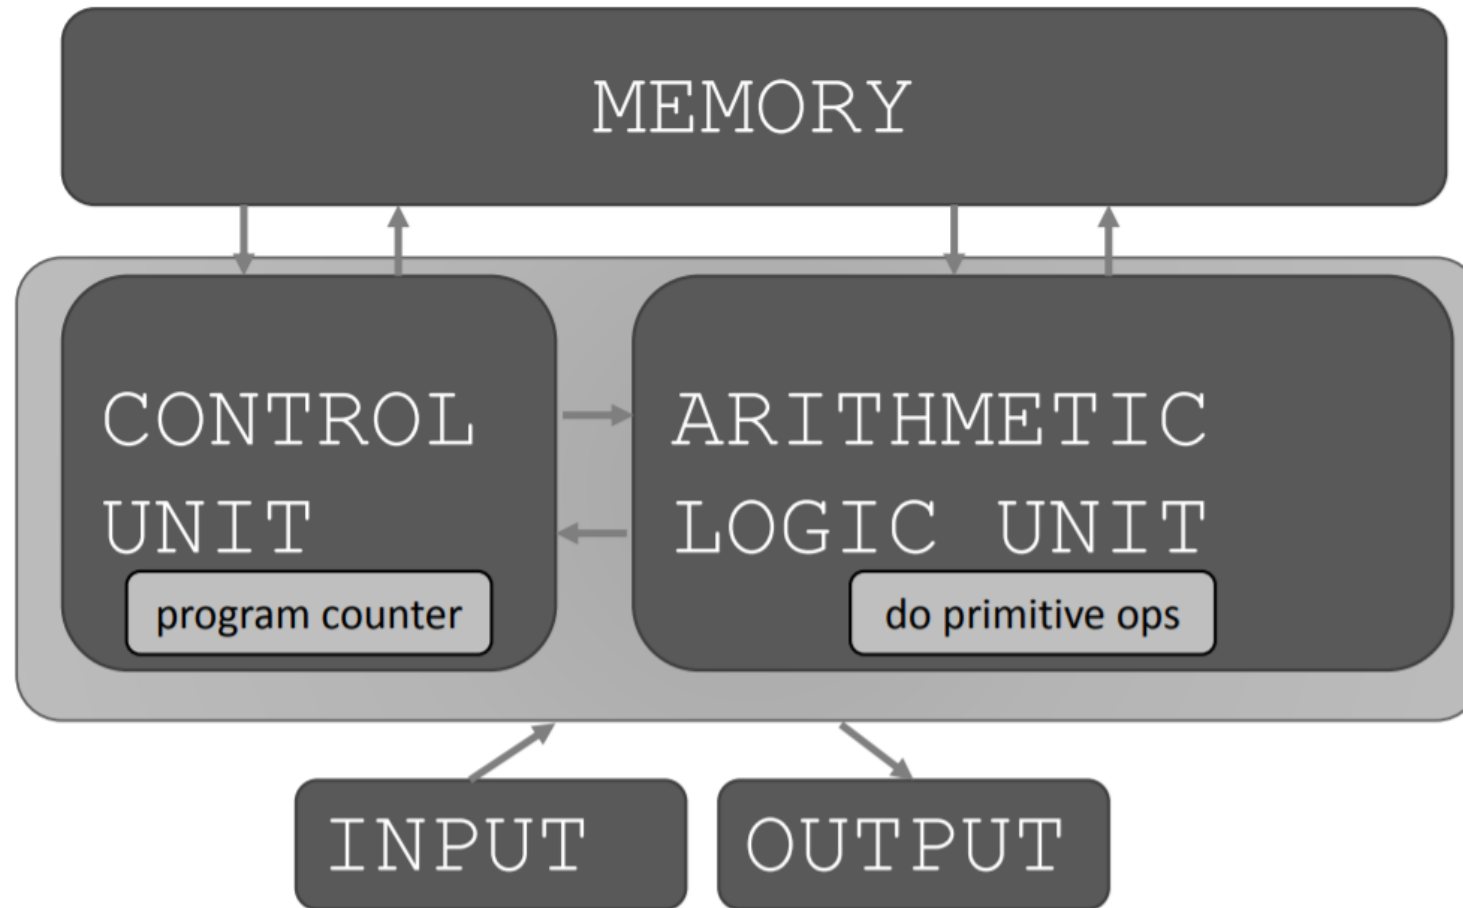 MEMORY
CONTROL
UNIT
program counter
ARITHMETIC
LOGIC UNIT
do primitive ops
INPUT
OUTPUT